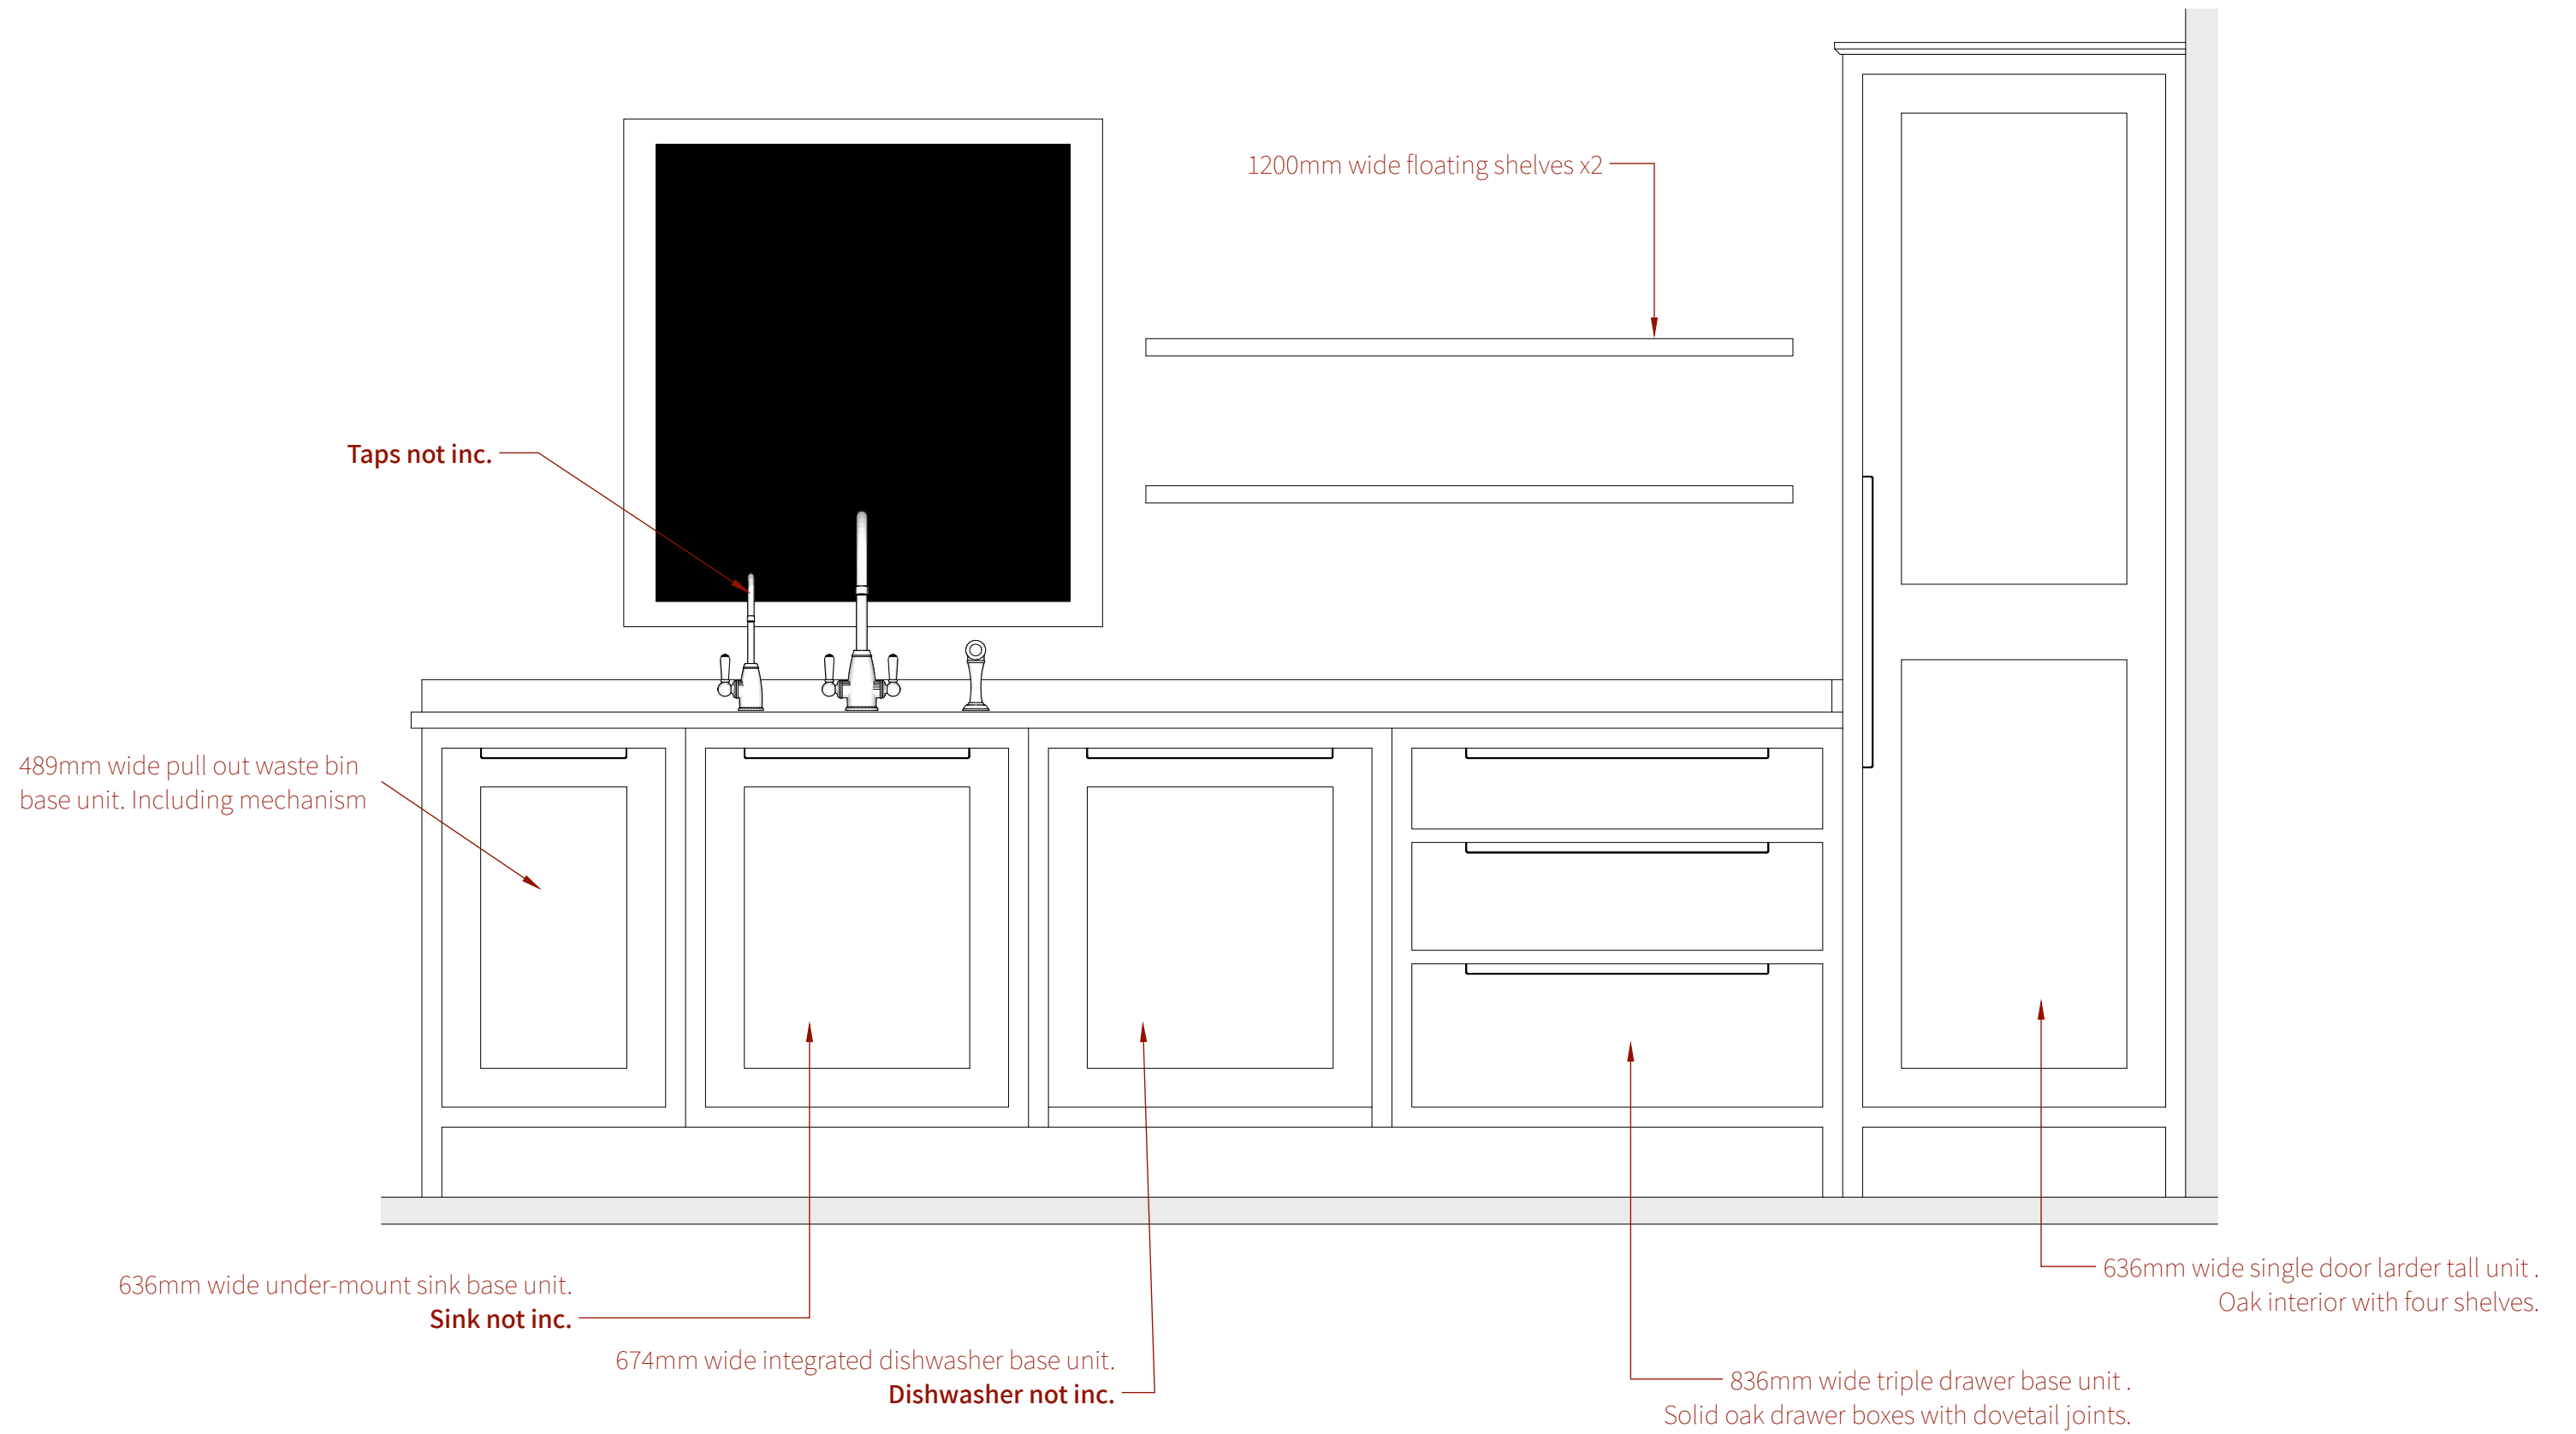 1200mm wide floating shelves x2
Taps not inc.
489mm wide pull out waste bin
base unit. Including mechanism
636mm wide under-mount sink base unit.
Sink not inc.
674mm wide integrated dishwasher base unit.
Dishwasher not inc.
836mm wide triple drawer base unit .
Solid oak drawer boxes with dovetail joints.
636mm wide single door larder tall unit .
Oak interior with four shelves.